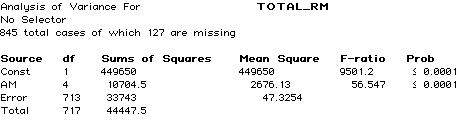 Analysis of Variance For TOTAL_RM
No Selector
845 total cases of which 127 are missing
Source df Sums of Squares Mean Square F-ratio Prob
Const 1 449650 449650 9501.2 ≤ 0.0001
AM 4 10704.5 2676.13 56.547 ≤ 0.0001
Error 713 33743 47.3254
Total 717 44447.5